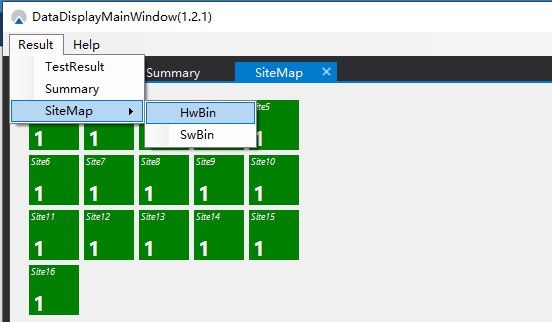 DataDisplayMainWindow(1.2.1)
Result Help
TestResult
Summary
SiteMap
HwBin
SwBin
Summary SiteMap ×
1 1 1
Site6 Site7 Site8 Site9 Site10
1 1 1 1 1
Site11 Site12 Site13 Site14 Site15
1 1 1 1 1
Site16
1